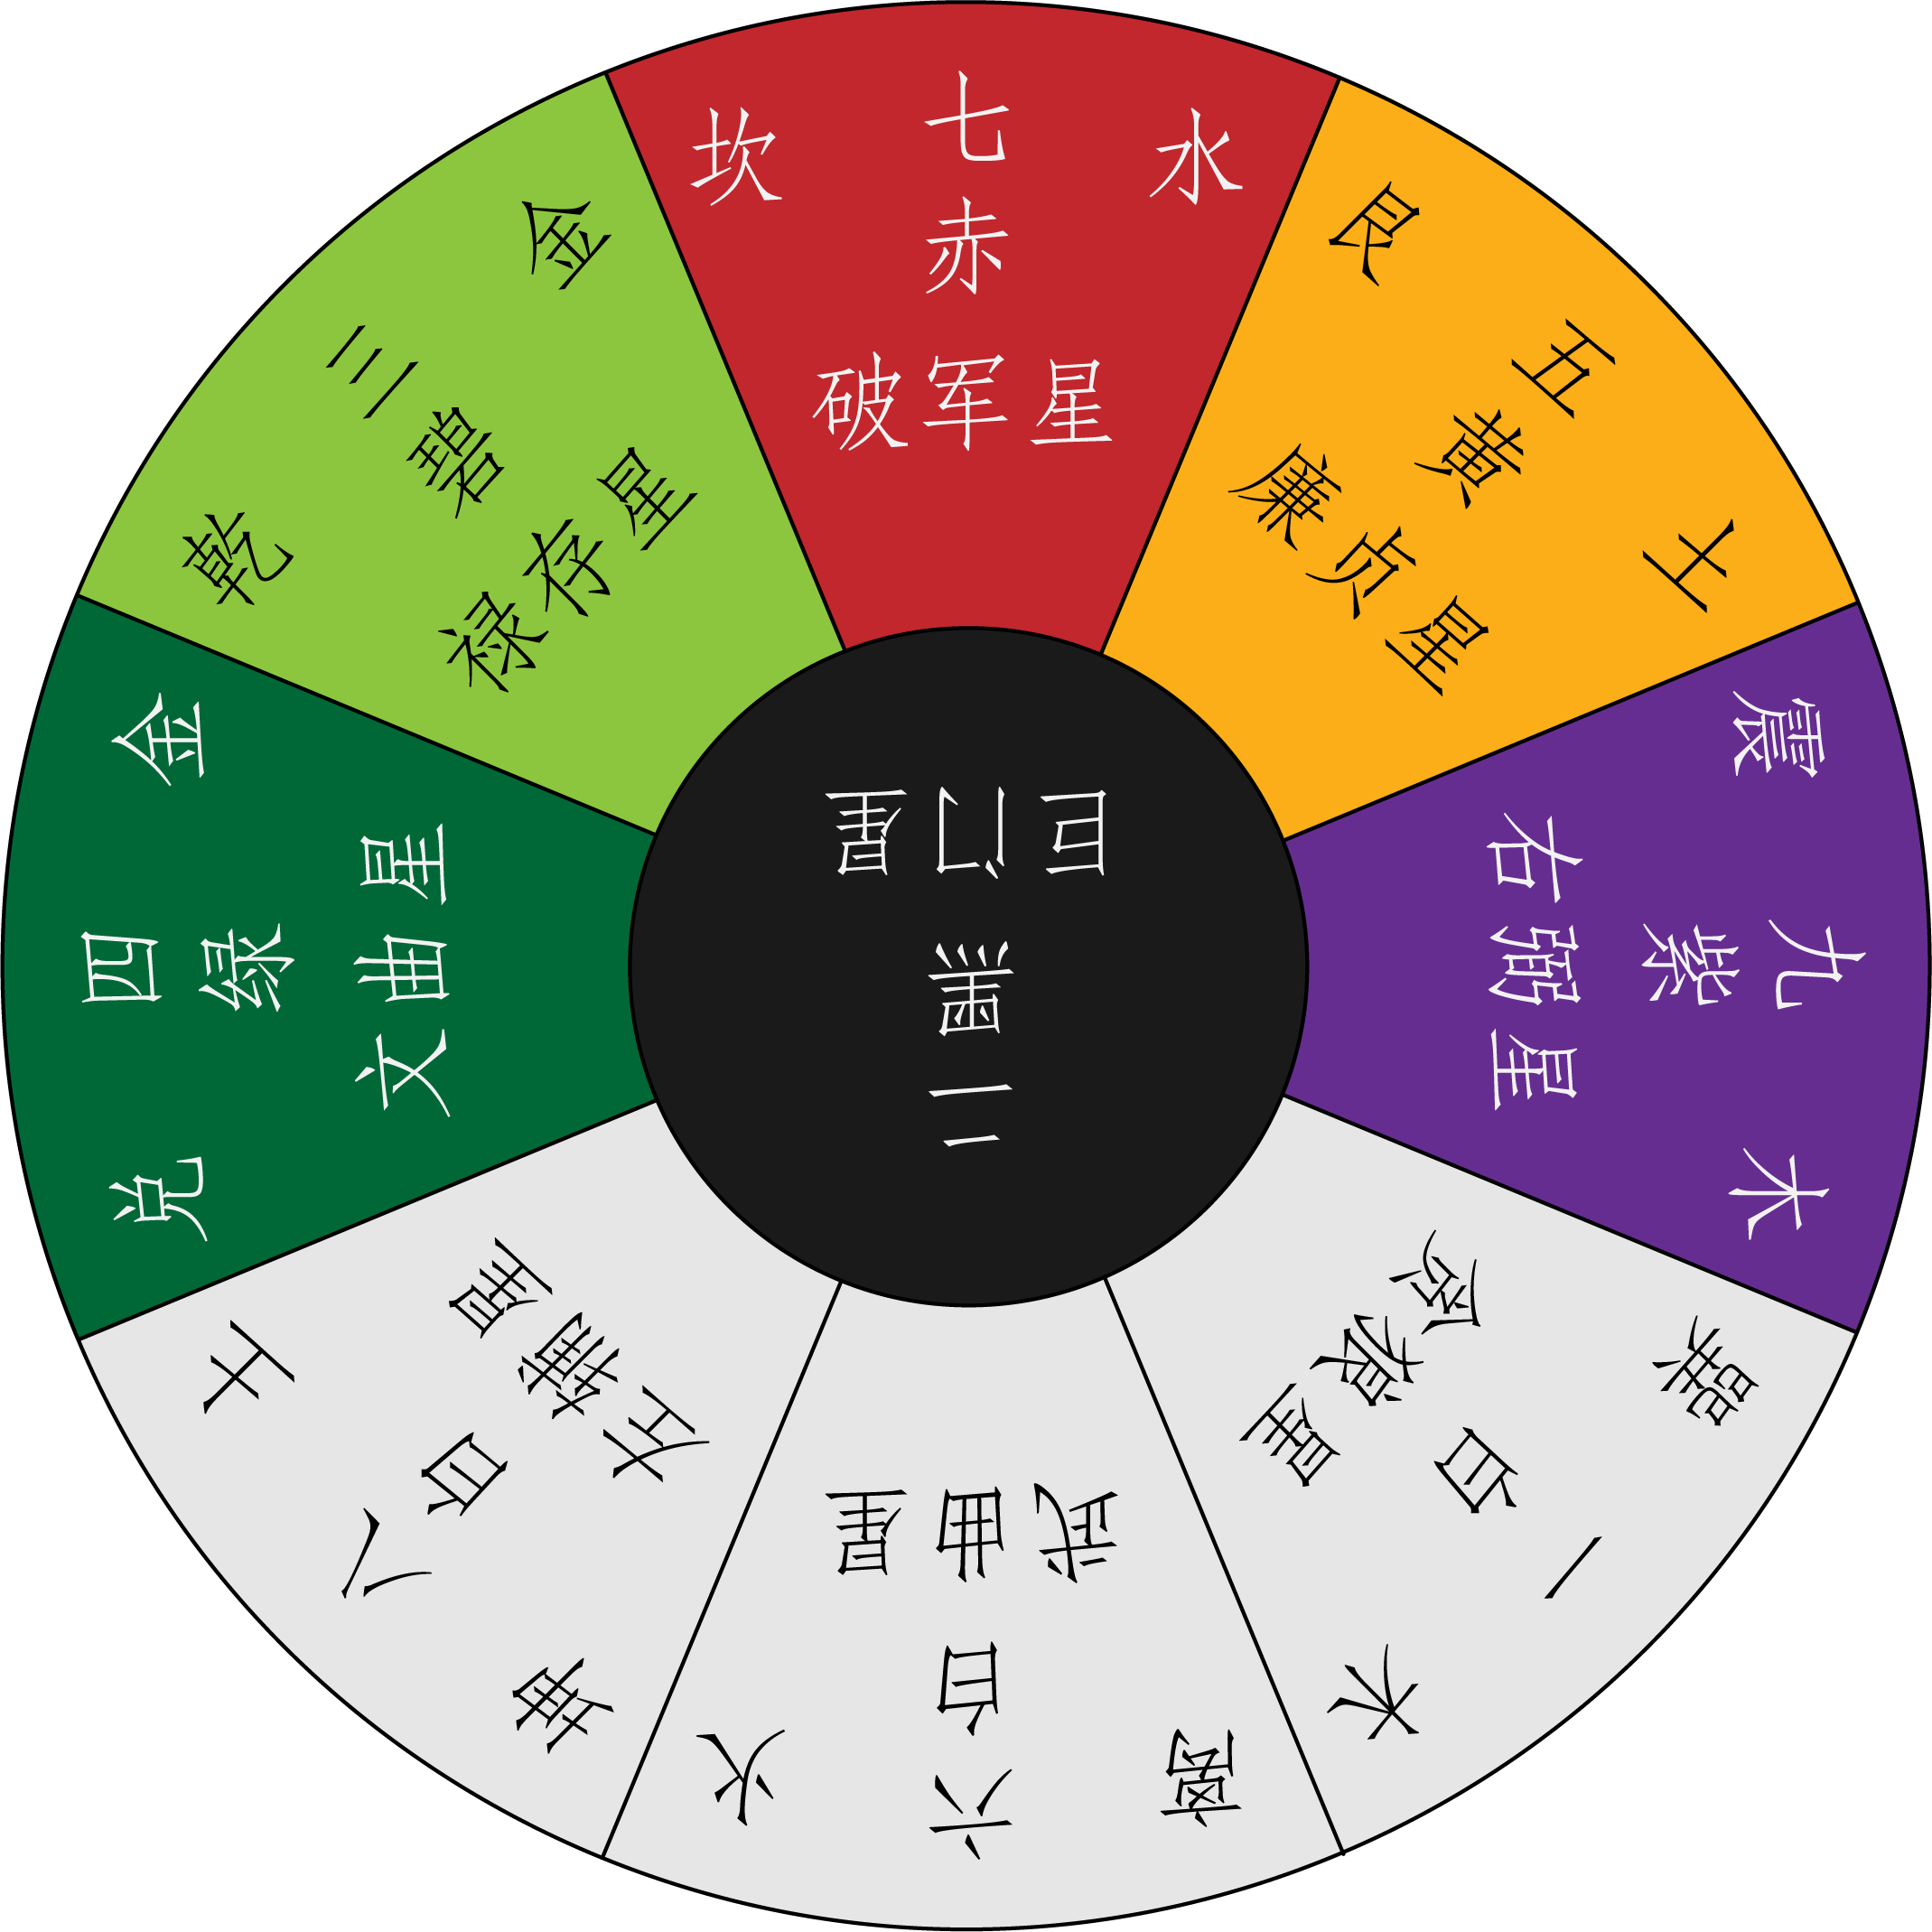 坎 七 水
赤
破军星
艮 五 土
黄
廉贞星
震 九 木
紫
右弼星
巽 一 木
白
贪狼星
离 六 火
白
武曲星
坤 八 土
白
左辅星
兑 四 金
绿
文曲星
乾 三 金
碧
禄存星
二
黑
巨门星